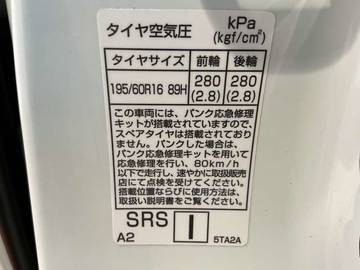 タイヤ空気圧 kPa
(kgf/cm²)
タイヤサイズ 前輪 後輪
195/60R16 89H 280 280
(2.8) (2.8)
この車両には、パンク応急修理
キットが搭載されていますので、
スペアタイヤは搭載されておりま
せん。パンクした場合は、
パンク応急修理キットを用いて
応急修理を行い、80km/h
以下で走行し、速やかに取扱販売
店にて点検を受けてください。
搭載位置ならびに使用方法は、
取扱い説明書をご覧ください。
SRS I
A2 5TA2A